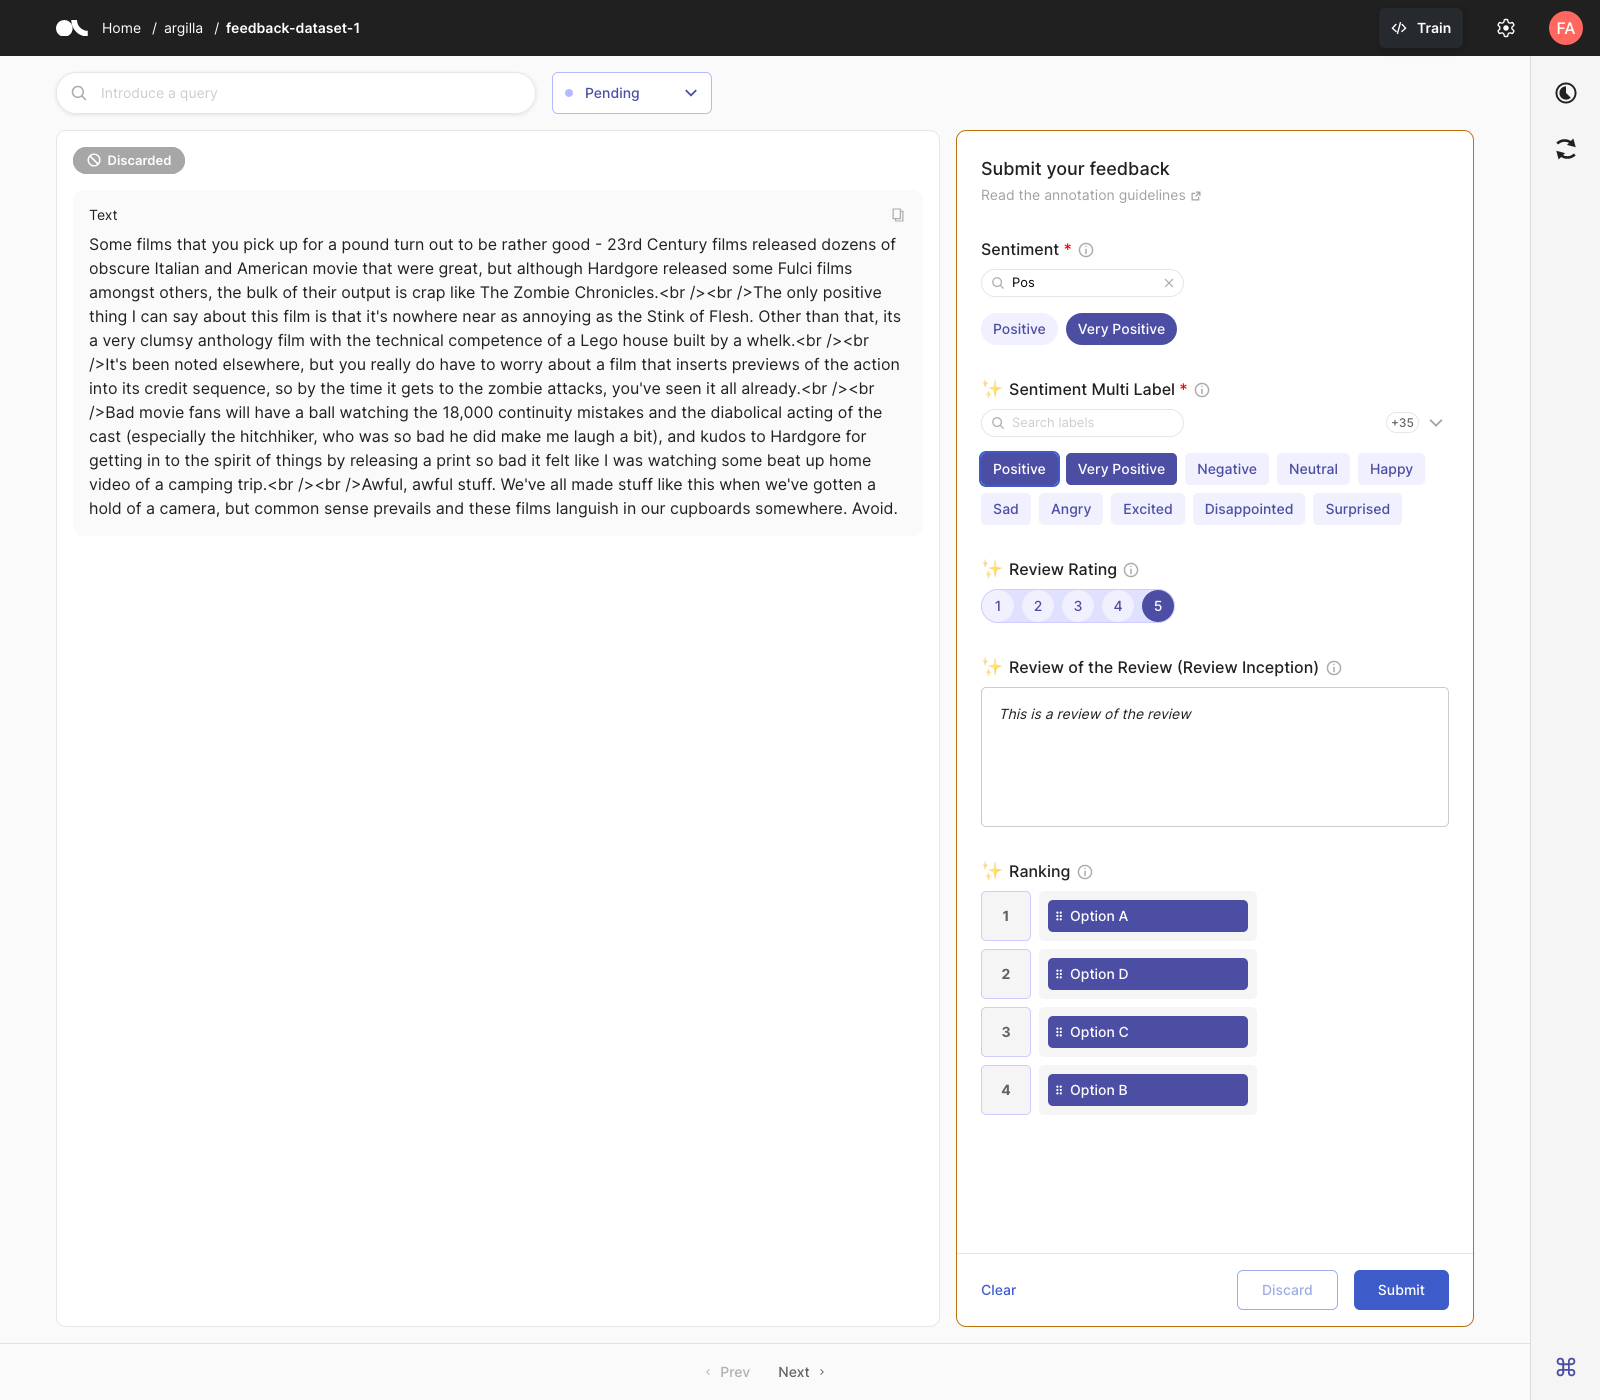 Home / argilla / feedback-dataset-1
Train
FA
Introduce a query
Pending
Discarded
Text
Some films that you pick up for a pound turn out to be rather good - 23rd Century films released dozens of
obscure Italian and American movie that were great, but although Hardgore released some Fulci films
amongst others, the bulk of their output is crap like The Zombie Chronicles.<br /><br />The only positive
thing I can say about this film is that it's nowhere near as annoying as the Stink of Flesh. Other than that, its
a very clumsy anthology film with the technical competence of a Lego house built by a whelk.<br /><br
/>It's been noted elsewhere, but you really do have to worry about a film that inserts previews of the action
into its credit sequence, so by the time it gets to the zombie attacks, you've seen it all already.<br /><br
/>Bad movie fans will have a ball watching the 18,000 continuity mistakes and the diabolical acting of the
cast (especially the hitchhiker, who was so bad he did make me laugh a bit), and kudos to Hardgore for
getting in to the spirit of things by releasing a print so bad it felt like I was watching some beat up home
video of a camping trip.<br /><br />Awful, awful stuff. We've all made stuff like this when we've gotten a
hold of a camera, but common sense prevails and these films languish in our cupboards somewhere. Avoid.
Submit your feedback
Read the annotation guidelines
Sentiment *
Pos
Positive Very Positive
Sentiment Multi Label *
Search labels +35
Positive Very Positive Negative Neutral Happy
Sad Angry Excited Disappointed Surprised
Review Rating
1 2 3 4 5
Review of the Review (Review Inception)
This is a review of the review
Ranking
1 Option A
2 Option D
3 Option C
4 Option B
Clear Discard Submit
Prev Next